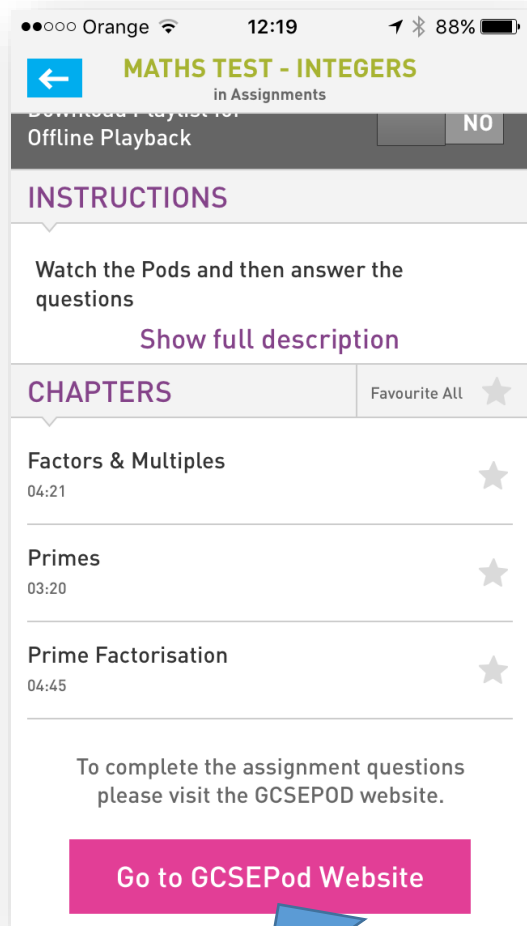 Orange 12:19 88%
MATHS TEST - INTEGERS
in Assignments
Offline Playback
NO
INSTRUCTIONS
Watch the Pods and then answer the
questions
Show full description
CHAPTERS
Favourite All
Factors & Multiples
04:21
Primes
03:20
Prime Factorisation
04:45
To complete the assignment questions
please visit the GCSEPOD website.
Go to GCSEPod Website